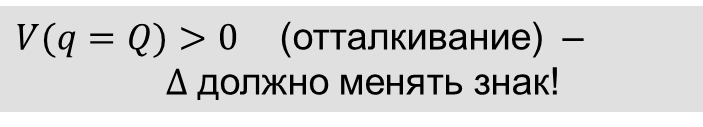 V(q = Q) > 0 (отталкивание) –
Δ должно менять знак!